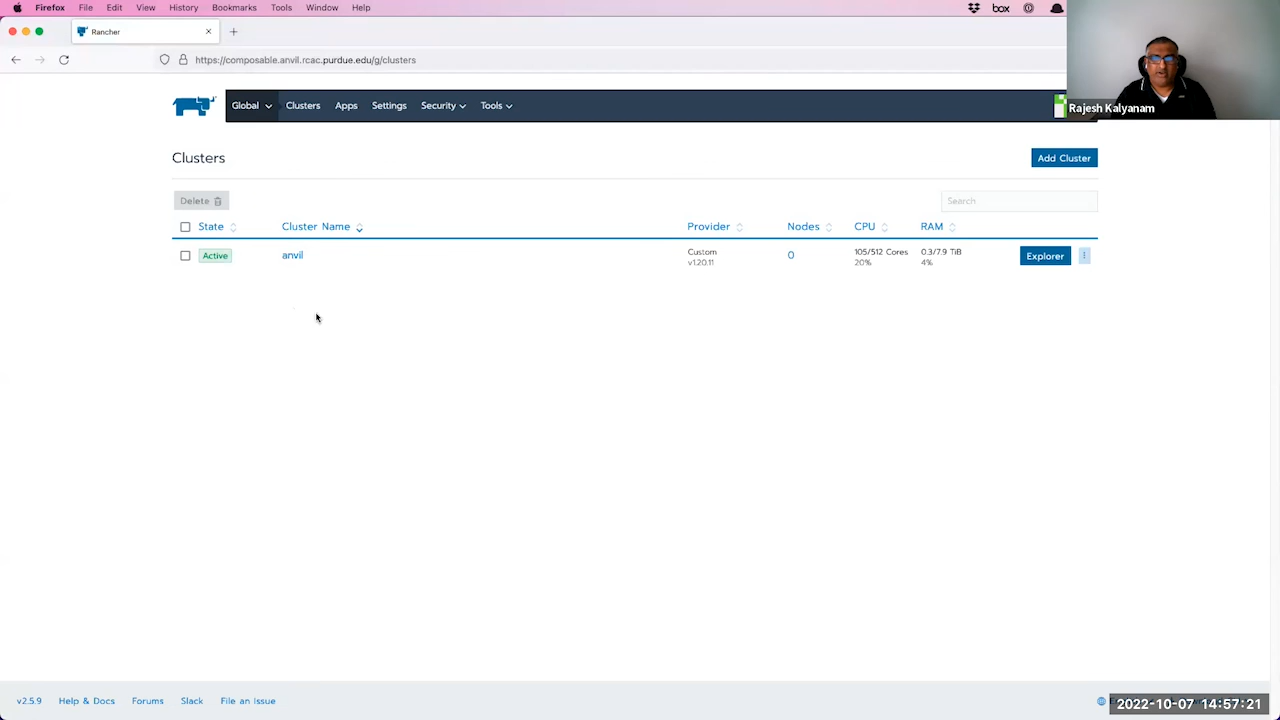 Firefox File Edit View History Bookmarks Tools Window Help box
Rancher
https://composable.anvil.rcac.purdue.edu/g/clusters
Global Clusters Apps Settings Security Tools
Rajesh Kalyanam
Clusters
Add Cluster
Delete
Search
State Cluster Name Provider Nodes CPU RAM
Active anvil Custom 0 105/512 Cores 0.3/7.9 TiB Explorer
v1.20.11 20% 4%
v2.5.9 Help & Docs Forums Slack File an Issue
2022-10-07 14:57:21